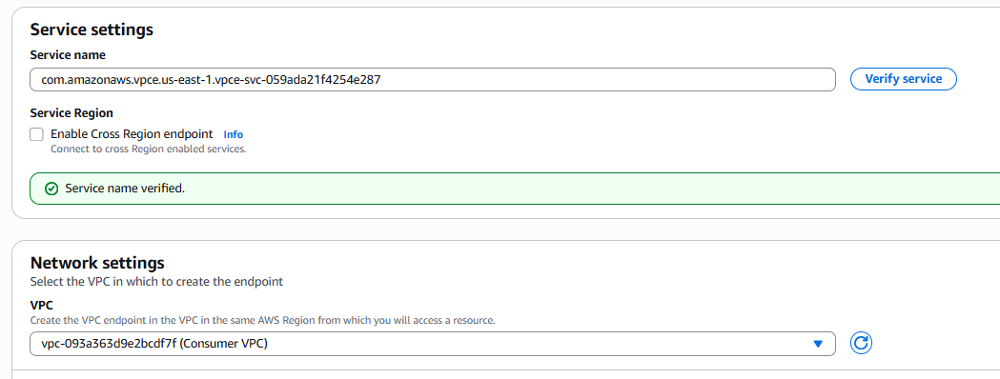 Service settings
Service name
com.amazonaws.vpce.us-east-1.vpce-svc-059ada21f4254e287
Verify service
Service Region
Enable Cross Region endpoint Info
Connect to cross Region enabled services.
Service name verified.
Network settings
Select the VPC in which to create the endpoint
VPC
Create the VPC endpoint in the VPC in the same AWS Region from which you will access a resource.
vpc-093a363d9e2bcdf7f (Consumer VPC)